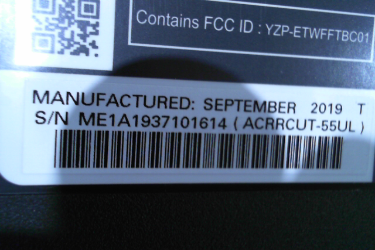 Contains FCC ID : YZP-ETWFFTBC01
MANUFACTURED: SEPTEMBER 2019 T
S/N ME1A1937101614 ( ACRRCUT-55UL )